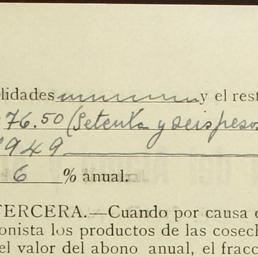 lidades y el rest
76.50 (Setenta y seis pesos
1949
6 % anual.
TERCERA.—Cuando por causa
onista los productos de las cosech
el valor del abono anual, el fracc